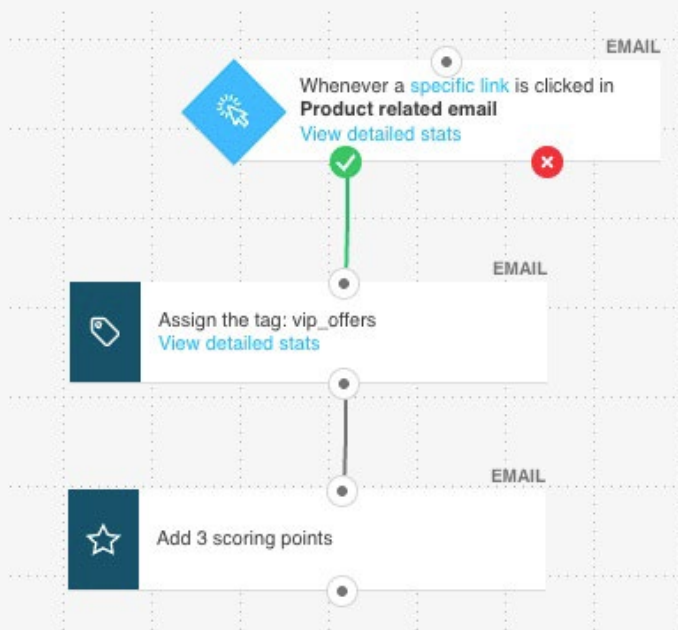 EMAIL
Whenever a specific link is clicked in
Product related email
View detailed stats
EMAIL
Assign the tag: vip_offers
View detailed stats
EMAIL
Add 3 scoring points